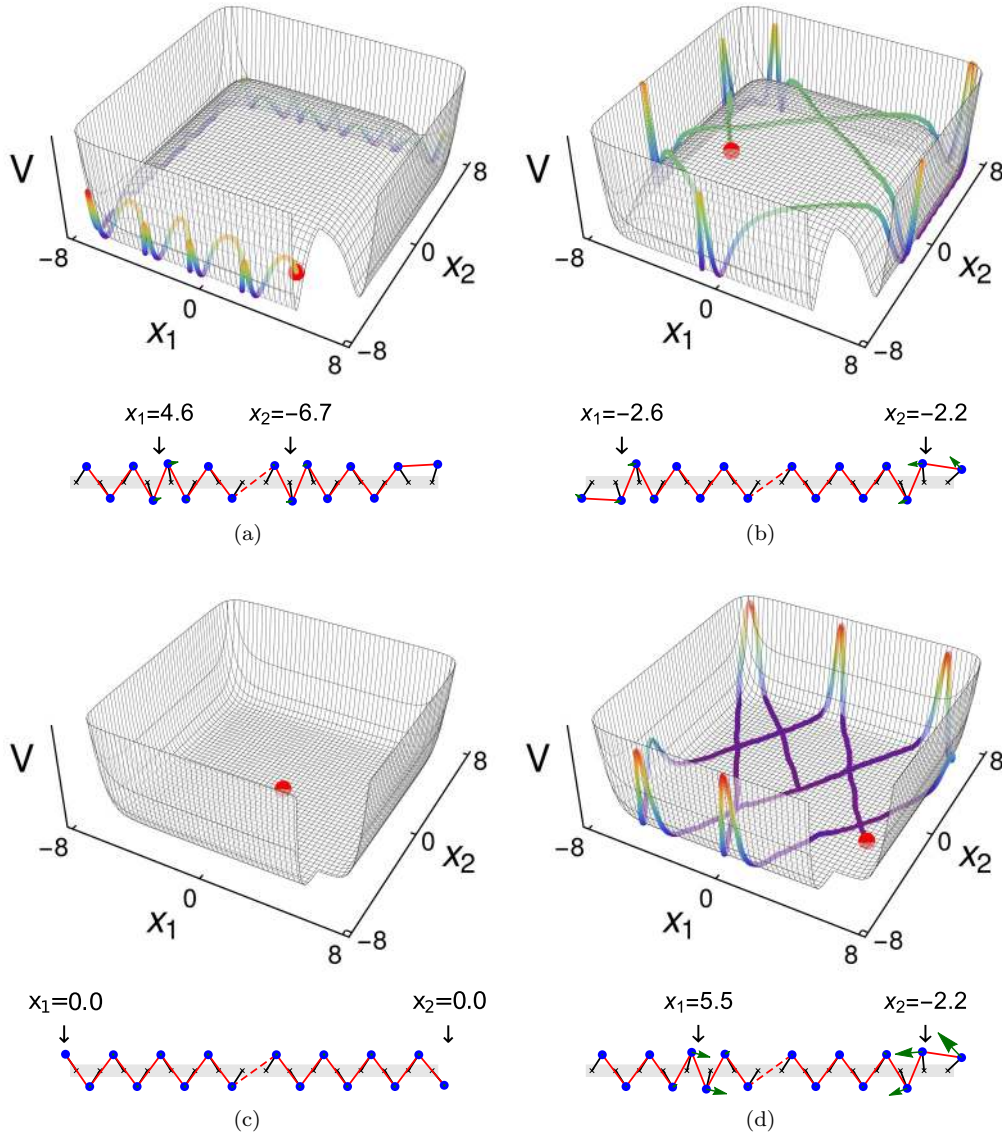 V V
8 8
−8 −8
0 0
x₂ x₂
0 0
x₁ −8 x₁ −8
8 8
x₁=4.6 x₂=−6.7 x₁=−2.6 x₂=−2.2
↓ ↓ ↓ ↓
(a) (b)
V V
8 8
−8 −8
0 0
x₂ x₂
0 0
x₁ −8 x₁ −8
8 8
x₁=0.0 x₂=0.0 x₁=5.5 x₂=−2.2
↓ ↓ ↓ ↓
(c) (d)